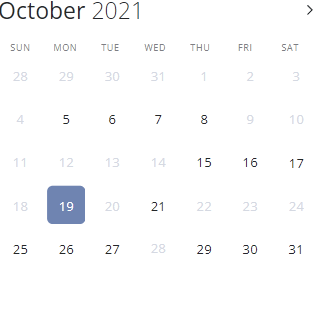 October 2021
SUN MON TUE WED THU FRI SAT
28 29 30 31 1 2 3
4 5 6 7 8 9 10
11 12 13 14 15 16 17
18 19 20 21 22 23 24
25 26 27 28 29 30 31